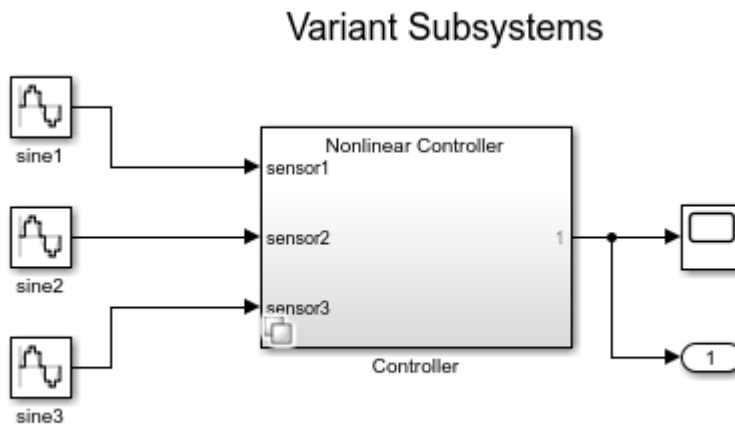 Variant Subsystems
sine1
sine2
sine3
Nonlinear Controller
sensor1
sensor2
sensor3
1
Controller
1